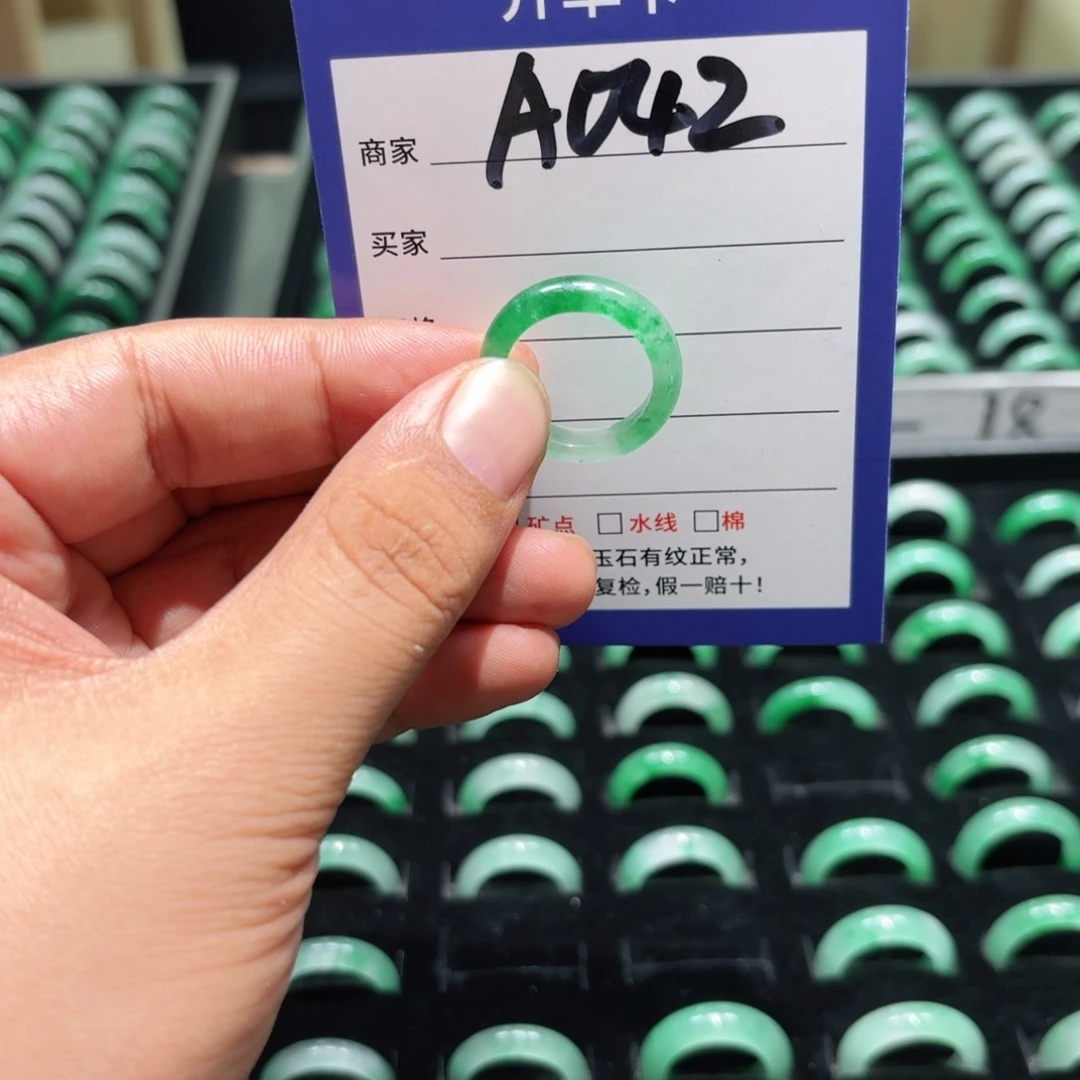 商家 A042
买家
矿点 □水线 □棉
玉石有纹正常,
复检,假一赔十!
18